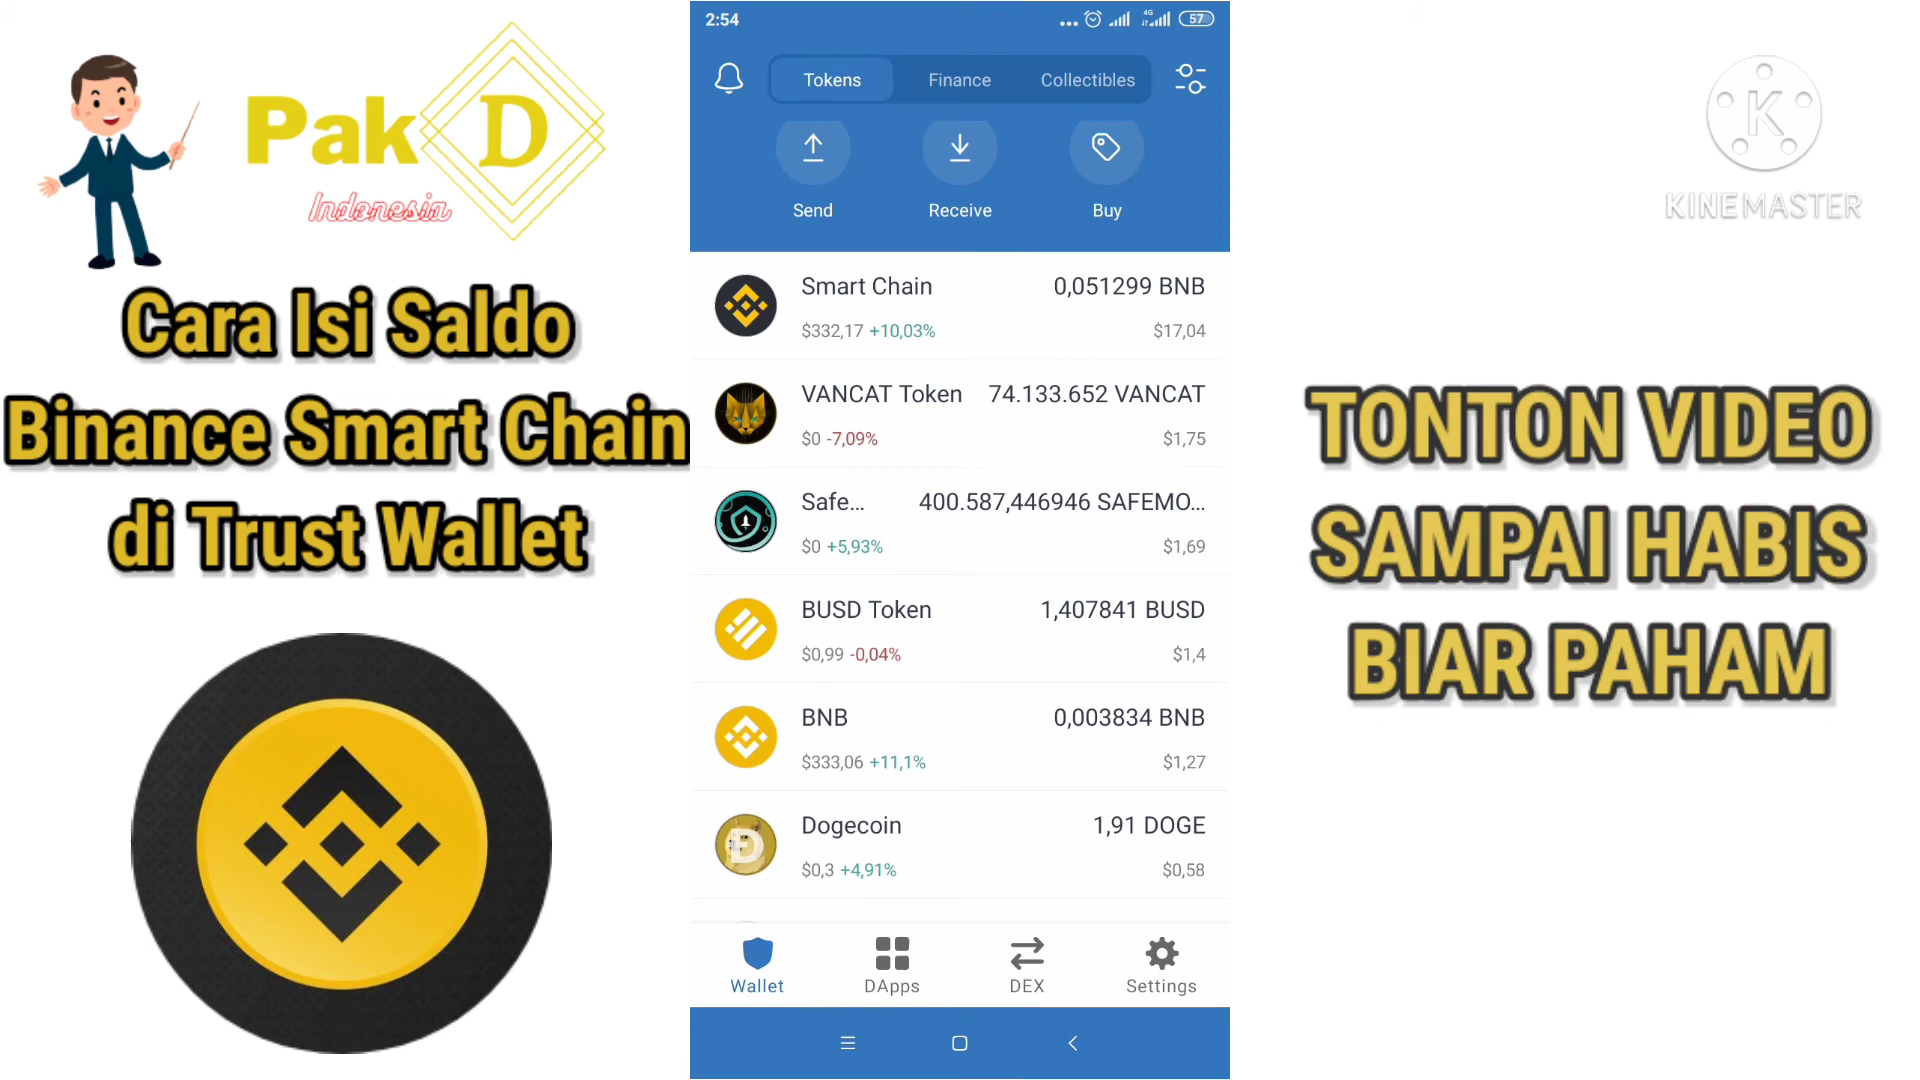 Pak D
Indonesia
Cara Isi Saldo
Binance Smart Chain
di Trust Wallet
2:54
4G
57
Tokens
Finance
Collectibles
Send
Receive
Buy
Smart Chain 0,051299 BNB
$332,17 +10,03% $17,04
VANCAT Token 74.133.652 VANCAT
$0 -7,09% $1,75
Safe... 400.587,446946 SAFEMO...
$0 +5,93% $1,69
BUSD Token 1,407841 BUSD
$0,99 -0,04% $1,4
BNB 0,003834 BNB
$333,06 +11,1% $1,27
Dogecoin 1,91 DOGE
$0,3 +4,91% $0,58
Wallet
DApps
DEX
Settings
K
KINEMASTER
TONTON VIDEO
SAMPAI HABIS
BIAR PAHAM